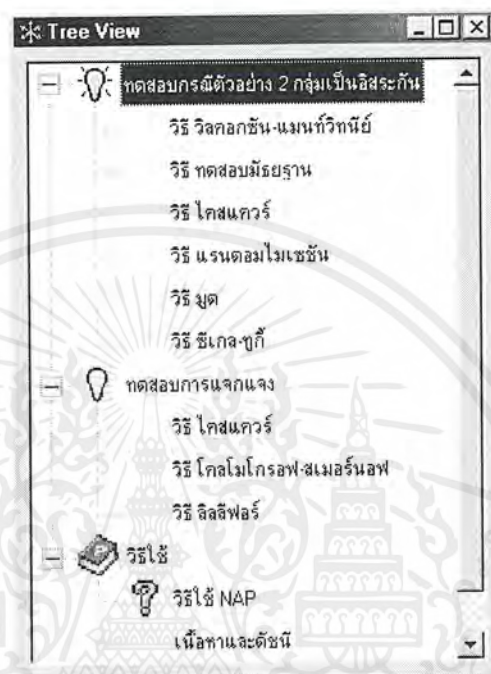 Tree View
ทดสอบกรณีตัวอย่าง 2 กลุ่มเป็นอิสระกัน
วิธี วิลคอกซัน-แมนท์วิทนีย์
วิธี ทดสอบมัธยฐาน
วิธี ไคสแควร์
วิธี แรนดอมไมเซชัน
วิธี มูด
วิธี ซีเกล-ทูกี้
ทดสอบการแจกแจง
วิธี ไคสแควร์
วิธี โคลโมโกรอฟ-สเมอร์นอฟ
วิธี ลิลลีฟอร์
วิธีใช้
วิธีใช้ NAP
เนื้อหาและดัชนี